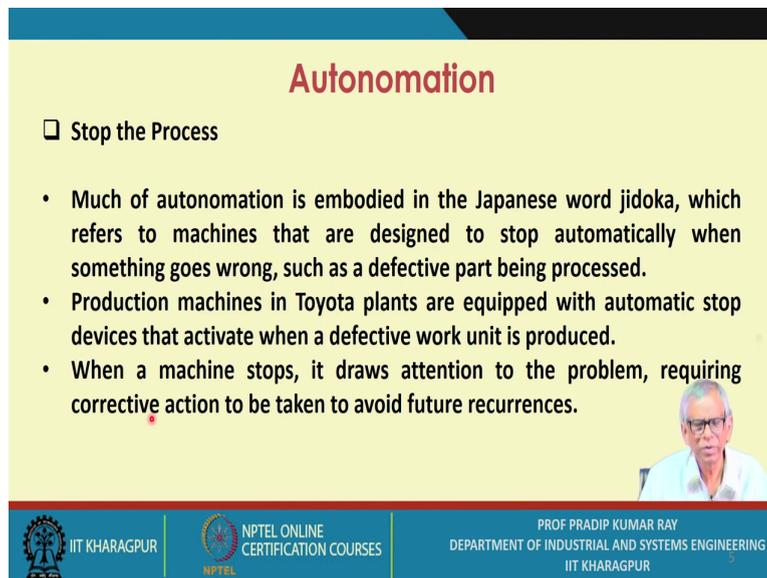 Autonomation
Stop the Process
• Much of autonomation is embodied in the Japanese word jidoka, which
refers to machines that are designed to stop automatically when
something goes wrong, such as a defective part being processed.
• Production machines in Toyota plants are equipped with automatic stop
devices that activate when a defective work unit is produced.
• When a machine stops, it draws attention to the problem, requiring
corrective action to be taken to avoid future recurrences.
IIT KHARAGPUR
NPTEL
NPTEL ONLINE
CERTIFICATION COURSES
PROF PRADIP KUMAR RAY
DEPARTMENT OF INDUSTRIAL AND SYSTEMS ENGINEERING
IIT KHARAGPUR
5